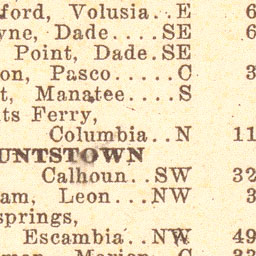 ford, Volusia..E 6
yne, Dade....SE 6
Point, Dade.SE
on, Pasco.....C 3
t, Manatee....S
ts Ferry,
Columbia..N 11
UNTSTOWN
Calhoun..SW 32
am, Leon...NW 3
springs,
Escambia..NW 49
Marion